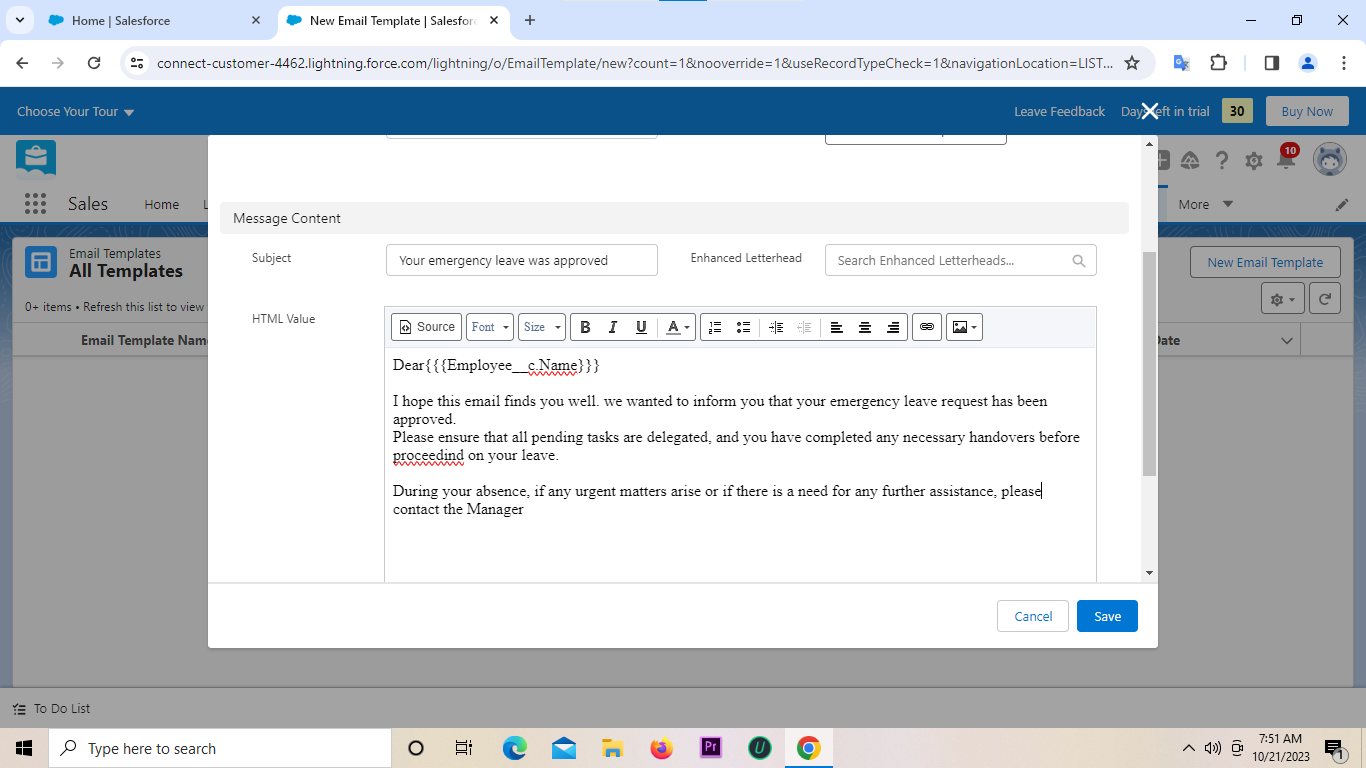 Home | Salesforce
New Email Template | Salesforc
connect-customer-4462.lightning.force.com/lightning/o/EmailTemplate/new?count=1&nooverride=1&useRecordTypeCheck=1&navigationLocation=LIST...
Choose Your Tour
Leave Feedback
Days left in trial
30
Buy Now
10
Sales
Home
L
More
Message Content
Subject
Your emergency leave was approved
Enhanced Letterhead
Search Enhanced Letterheads...
Email Templates
All Templates
New Email Template
0+ items • Refresh this list to view
Email Template Name
Date
HTML Value
Source
Font
Size
B I U A
Dear{{{Employee__c.Name}}}
I hope this email finds you well. we wanted to inform you that your emergency leave request has been
approved.
Please ensure that all pending tasks are delegated, and you have completed any necessary handovers before
proceedind on your leave.
During your absence, if any urgent matters arise or if there is a need for any further assistance, please
contact the Manager
Cancel
Save
To Do List
Type here to search
Pr
U
7:51 AM
10/21/2023
1